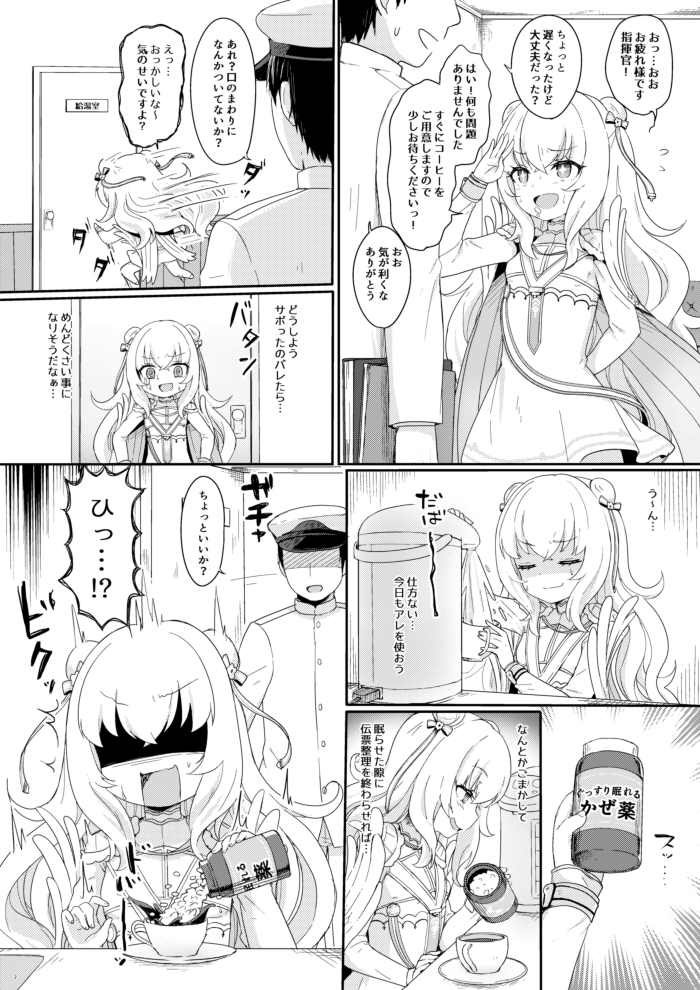 おっ…おお
お疲れ様です
指揮官！
ちょっと
遅くなったけど
大丈夫だった？
はい！何も問題
ありませんでした
すぐにコーヒーを
ご用意しますので
少しお待ちくださいっ！
おお
気が利くな
ありがとう
あれ？口のまわりに
なんかついてないか？
えっ…
おっかしいな～
気のせいですよ？
給湯室
ダッ
ダダ
バタン
どうしよう
サボったのバレたら…
めんどくさい事に
なりそうだなぁ…
う～ん…
だばー
仕方ない…
今日もアレを使おう
ぐっすり眠れる
かぜ薬
スッ…
なんとかごまかして
眠らせた隙に
伝票整理を終わらせれば…
ガチャ
ちょっといいか？
ひっ…!?
ビクッ
れる
薬